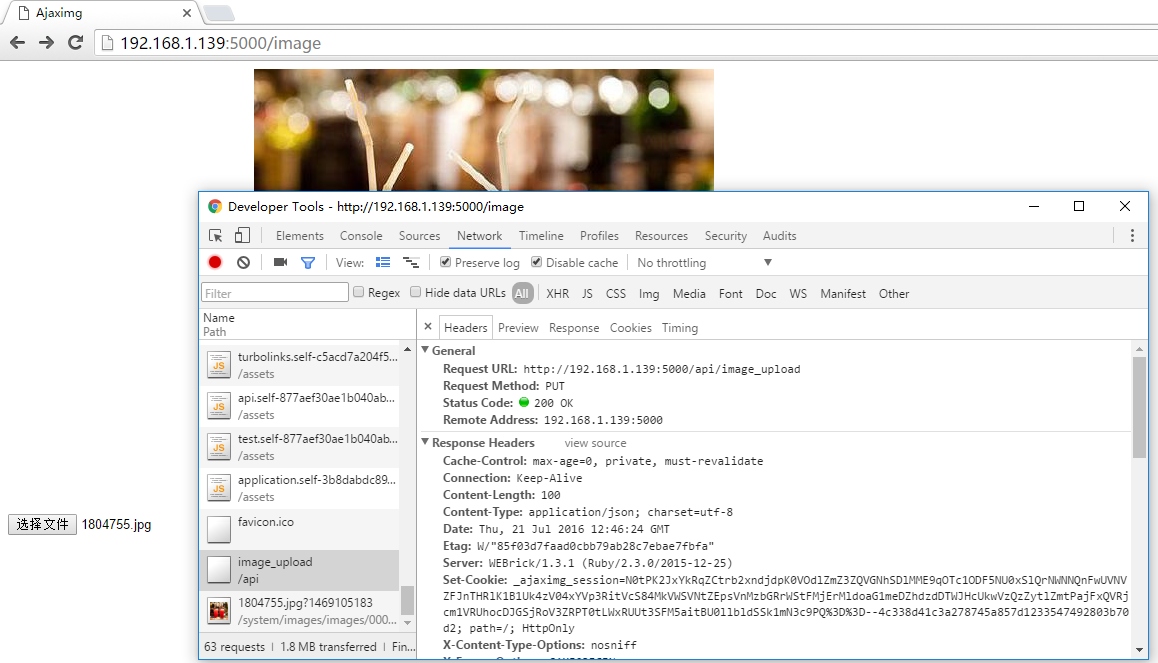 Ajaximg
192.168.1.139:5000/image
Developer Tools - http://192.168.1.139:5000/image
Elements Console Sources Network Timeline Profiles Resources Security Audits
View: Preserve log Disable cache No throttling
Filter Regex Hide data URLs All XHR JS CSS Img Media Font Doc WS Manifest Other
Name
Path
turbolinks.self-c5acd7a204f5...
/assets
api.self-877aef30ae1b040ab...
/assets
test.self-877aef30ae1b040ab...
/assets
application.self-3b8dabdc89...
/assets
favicon.ico
image_upload
/api
1804755.jpg?1469105183
/system/images/images/000...
63 requests | 1.8 MB transferred | Fin...
选择文件 1804755.jpg
Headers Preview Response Cookies Timing
General
Request URL: http://192.168.1.139:5000/api/image_upload
Request Method: PUT
Status Code: 200 OK
Remote Address: 192.168.1.139:5000
Response Headers view source
Cache-Control: max-age=0, private, must-revalidate
Connection: Keep-Alive
Content-Length: 100
Content-Type: application/json; charset=utf-8
Date: Thu, 21 Jul 2016 12:46:24 GMT
Etag: W/"85f03d7faad0cbb79ab28c7ebae7fbfa"
Server: WEBrick/1.3.1 (Ruby/2.3.0/2015-12-25)
Set-Cookie:
d2; path=/; HttpOnly
X-Content-Type-Options: nosniff